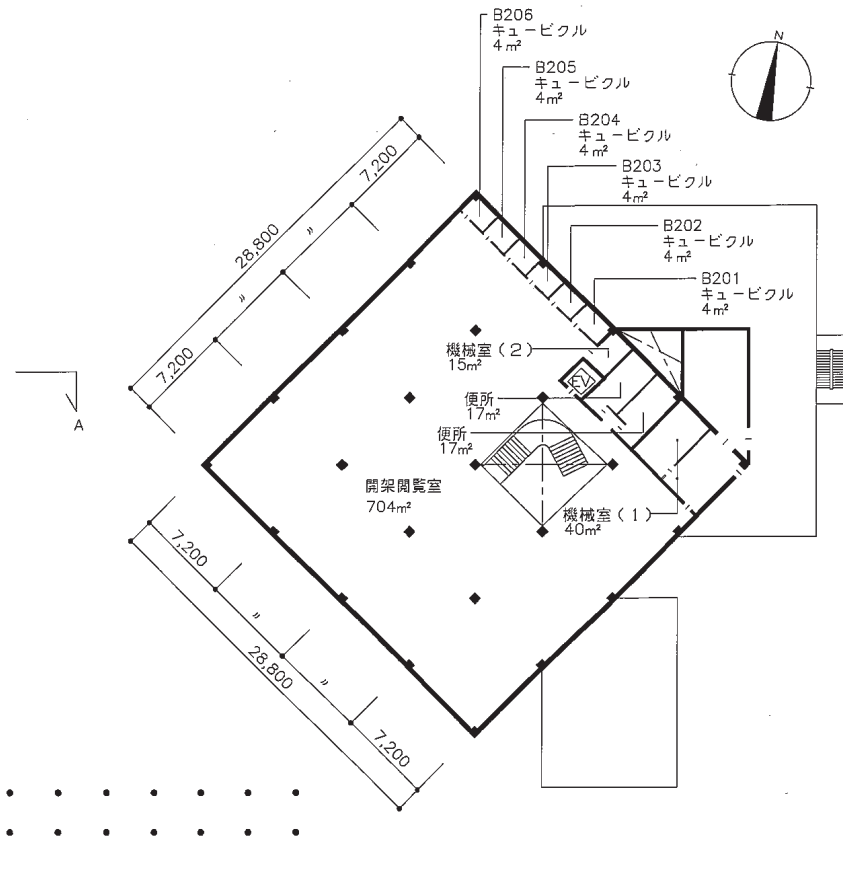 B206
キュービクル
4㎡
B205
キュービクル
4㎡
B204
キュービクル
4㎡
B203
キュービクル
4㎡
B202
キュービクル
4㎡
B201
キュービクル
4㎡
N
7,200
〃
28,800
〃
7,200
機械室(2)
15㎡
EV
便所
17㎡
便所
17㎡
A
開架閲覧室
704㎡
機械室(1)
40㎡
7,200
〃
28,800
〃
7,200